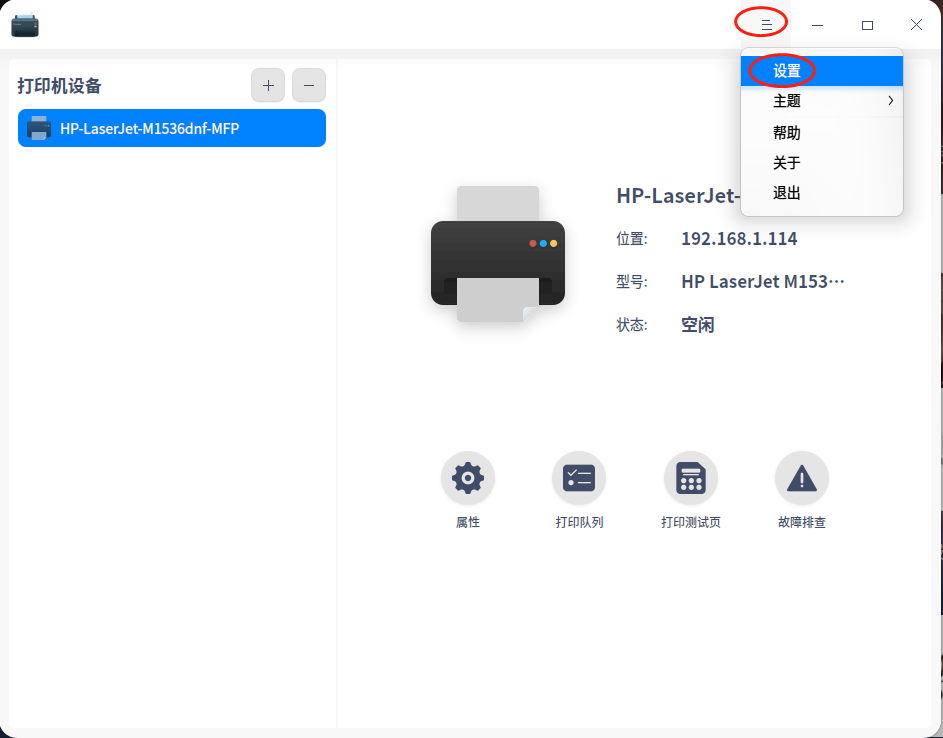 设置
主题
帮助
关于
退出
打印机设备
HP-LaserJet-M1536dnf-MFP
HP-LaserJet-
位置: 192.168.1.114
型号: HP LaserJet M153···
状态: 空闲
属性
打印队列
打印测试页
故障排查